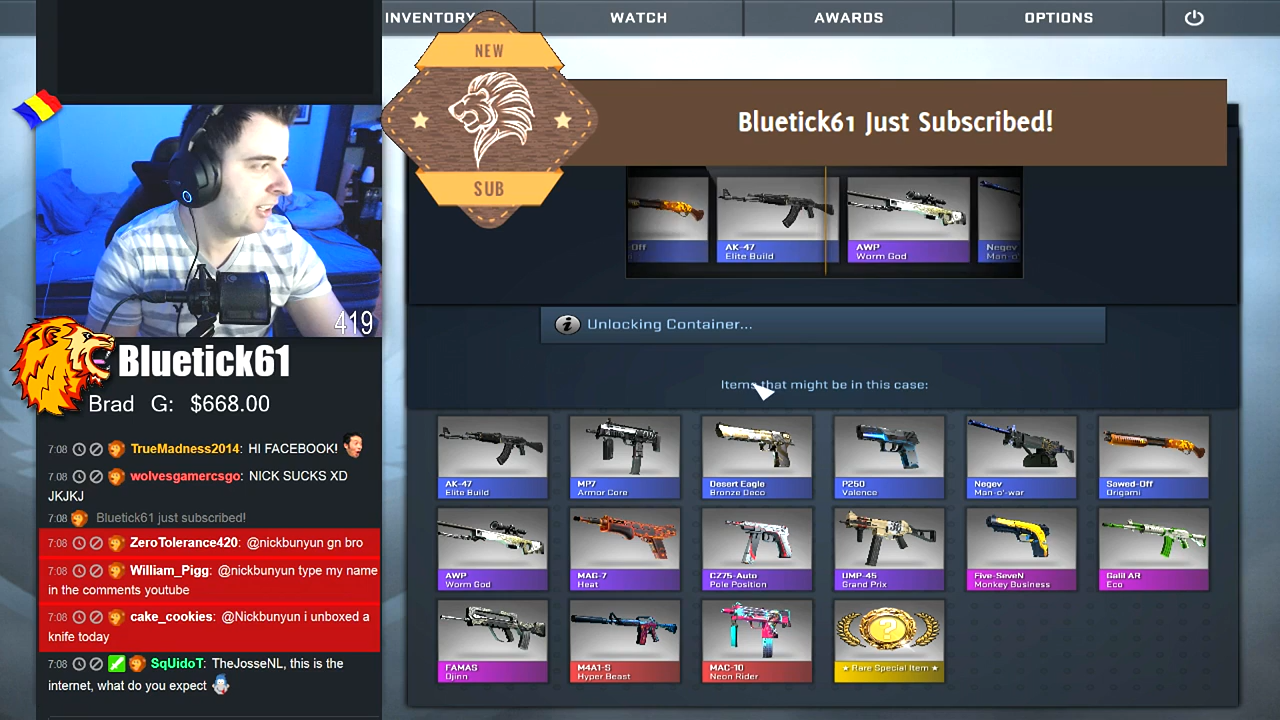 INVENTORY
WATCH
AWARDS
OPTIONS
NEW
SUB
Bluetick61 Just Subscribed!
Off
AK-47
Elite Build
AWP
Worm God
Negev
Man-o'
Unlocking Container...
Items that might be in this case:
419
Bluetick61
Brad G: $668.00
7:08 TrueMadness2014: HI FACEBOOK!
7:08 wolvesgamercsgo: NICK SUCKS XD
JKJKJ
7:08 Bluetick61 just subscribed!
7:08 ZeroTolerance420: @nickbunyun gn bro
7:08 William_Pigg: @nickbunyun type my name
in the comments youtube
7:08 cake_cookies: @Nickbunyun i unboxed a
knife today
7:08 SqUidoT: TheJosseNL, this is the
internet, what do you expect
AK-47
Elite Build
MP7
Armor Core
Desert Eagle
Bronze Deco
P250
Valence
Negev
Man-o'-war
Sawed-Off
Origami
AWP
Worm God
MAG-7
Heat
CZ75-Auto
Pole Position
UMP-45
Grand Prix
Five-SeveN
Monkey Business
Galil AR
Eco
FAMAS
Djinn
M4A1-S
Hyper Beast
MAC-10
Neon Rider
?
★ Rare Special Item ★